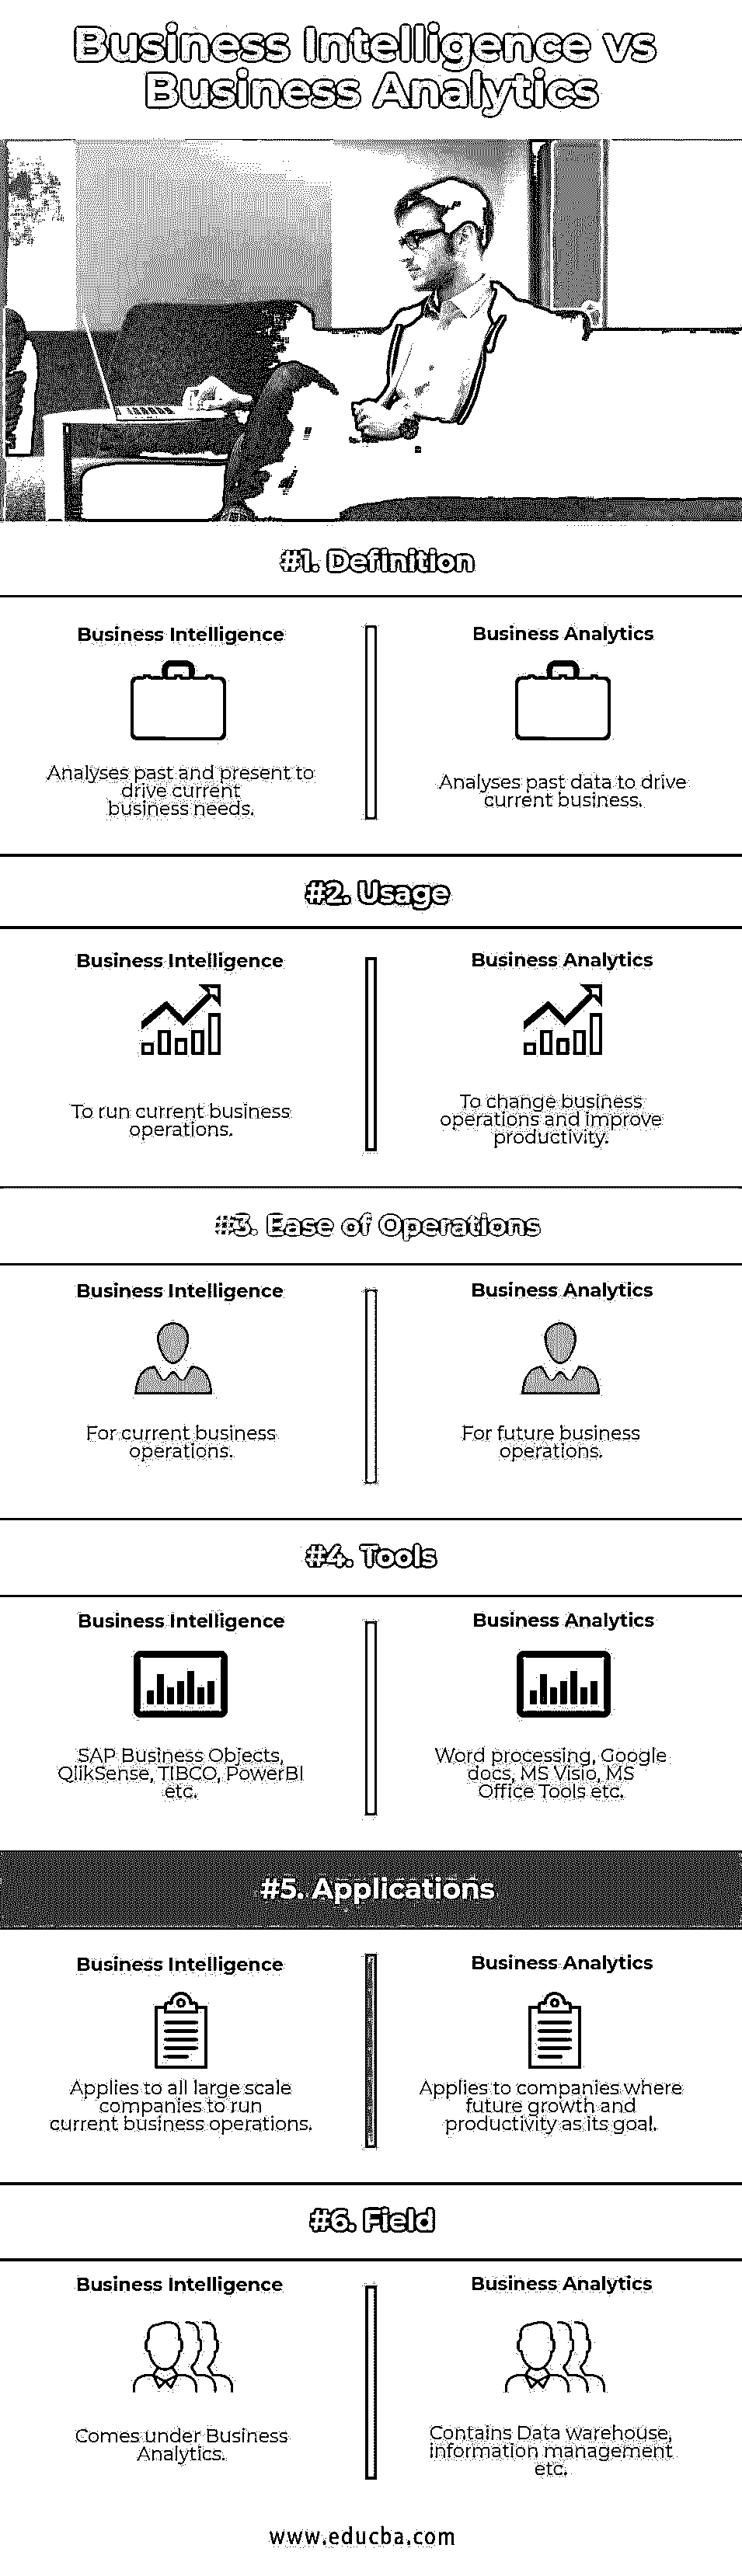 Business Intelligence vs
Business Analytics
#1. Definition
Business Intelligence
Analyses past and present to
drive current
business needs.
Business Analytics
Analyses past data to drive
current business.
#2. Usage
Business Intelligence
To run current business
operations.
Business Analytics
To change business
operations and improve
productivity.
#3. Ease of Operations
Business Intelligence
For current business
operations.
Business Analytics
For future business
operations.
#4. Tools
Business Intelligence
SAP Business Objects,
QlikSense, TIBCO, PowerBI
etc.
Business Analytics
Word processing, Google
docs, MS Visio, MS
Office Tools etc.
#5. Applications
Business Intelligence
Applies to all large scale
companies to run
current business operations.
Business Analytics
Applies to companies where
future growth and
productivity as its goal.
#6. Field
Business Intelligence
Comes under Business
Analytics.
Business Analytics
Contains Data warehouse,
information management
etc.
www.educba.com